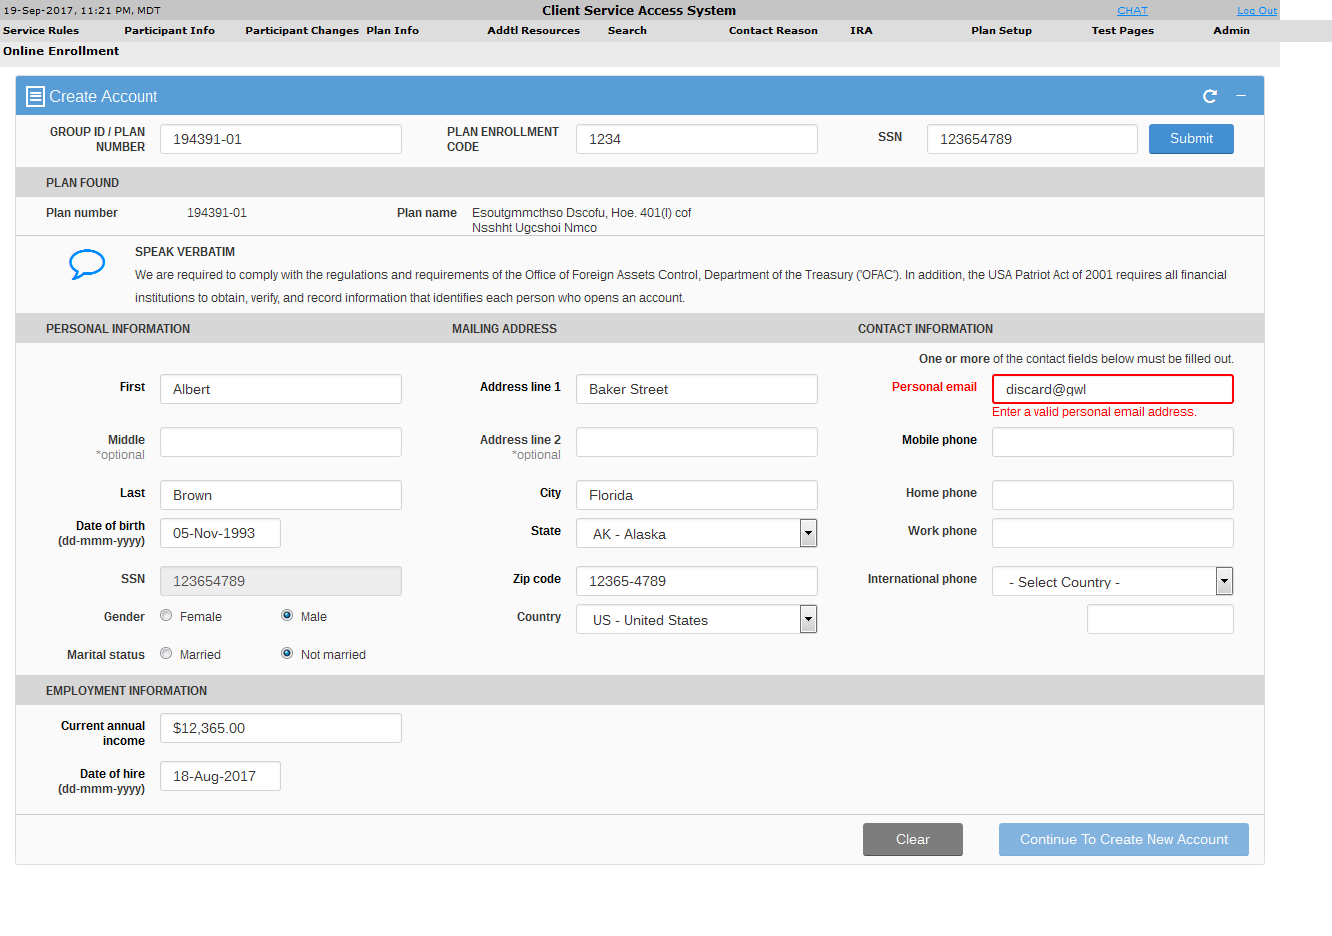 19-Sep-2017, 11:21 PM, MDT Client Service Access System CHAT Log Out
Service Rules Participant Info Participant Changes Plan Info Addtl Resources Search Contact Reason IRA Plan Setup Test Pages Admin
Online Enrollment
Create Account
GROUP ID / PLAN NUMBER 194391-01 PLAN ENROLLMENT CODE 1234 SSN 123654789 Submit
PLAN FOUND
Plan number 194391-01 Plan name Esoutgmmcthso Dscofu, Hoe. 401(l) cof
Nsshht Ugcshoi Nmco
SPEAK VERBATIM
We are required to comply with the regulations and requirements of the Office of Foreign Assets Control, Department of the Treasury ('OFAC'). In addition, the USA Patriot Act of 2001 requires all financial
institutions to obtain, verify, and record information that identifies each person who opens an account.
PERSONAL INFORMATION MAILING ADDRESS CONTACT INFORMATION
One or more of the contact fields below must be filled out.
First Albert Address line 1 Baker Street Personal email discard@gwl
Enter a valid personal email address.
Middle Address line 2 Mobile phone
*optional *optional
Last Brown City Florida Home phone
Date of birth 05-Nov-1993 State AK - Alaska Work phone
(dd-mmm-yyyy)
SSN 123654789 Zip code 12365-4789 International phone - Select Country -
Gender Female Male Country US - United States
Marital status Married Not married
EMPLOYMENT INFORMATION
Current annual income $12,365.00
Date of hire 18-Aug-2017
(dd-mmm-yyyy)
Clear Continue To Create New Account